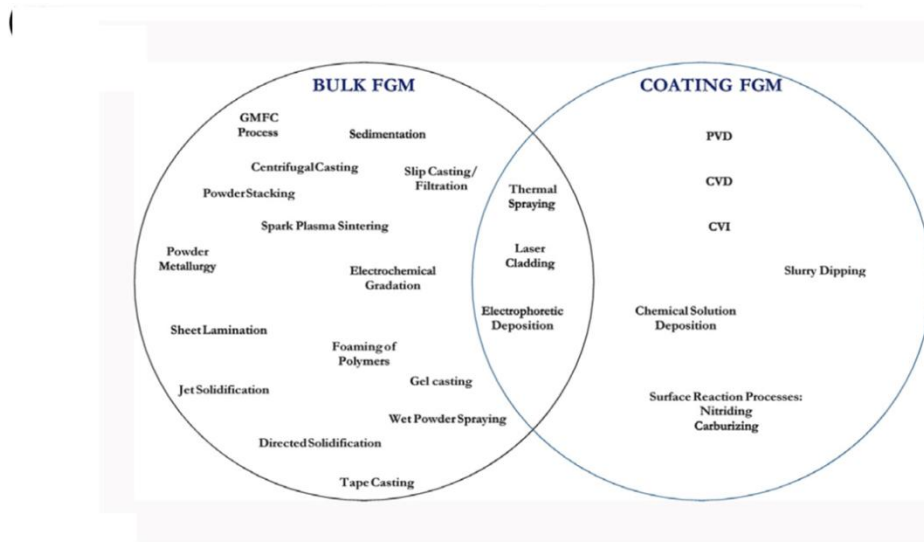 BULK FGM
GMFC
Process
Sedimentation
Centrifugal Casting
Slip Casting/
Filtration
Powder Stacking
Spark Plasma Sintering
Powder
Metallurgy
Electrochemical
Gradation
Sheet Lamination
Foaming of
Polymers
Jet Solidification
Gel casting
Wet Powder Spraying
Directed Solidification
Tape Casting
Thermal
Spraying
Laser
Cladding
Electrophoretic
Deposition
COATING FGM
PVD
CVD
CVI
Slurry Dipping
Chemical Solution
Deposition
Surface Reaction Processes:
Nitriding
Carburizing